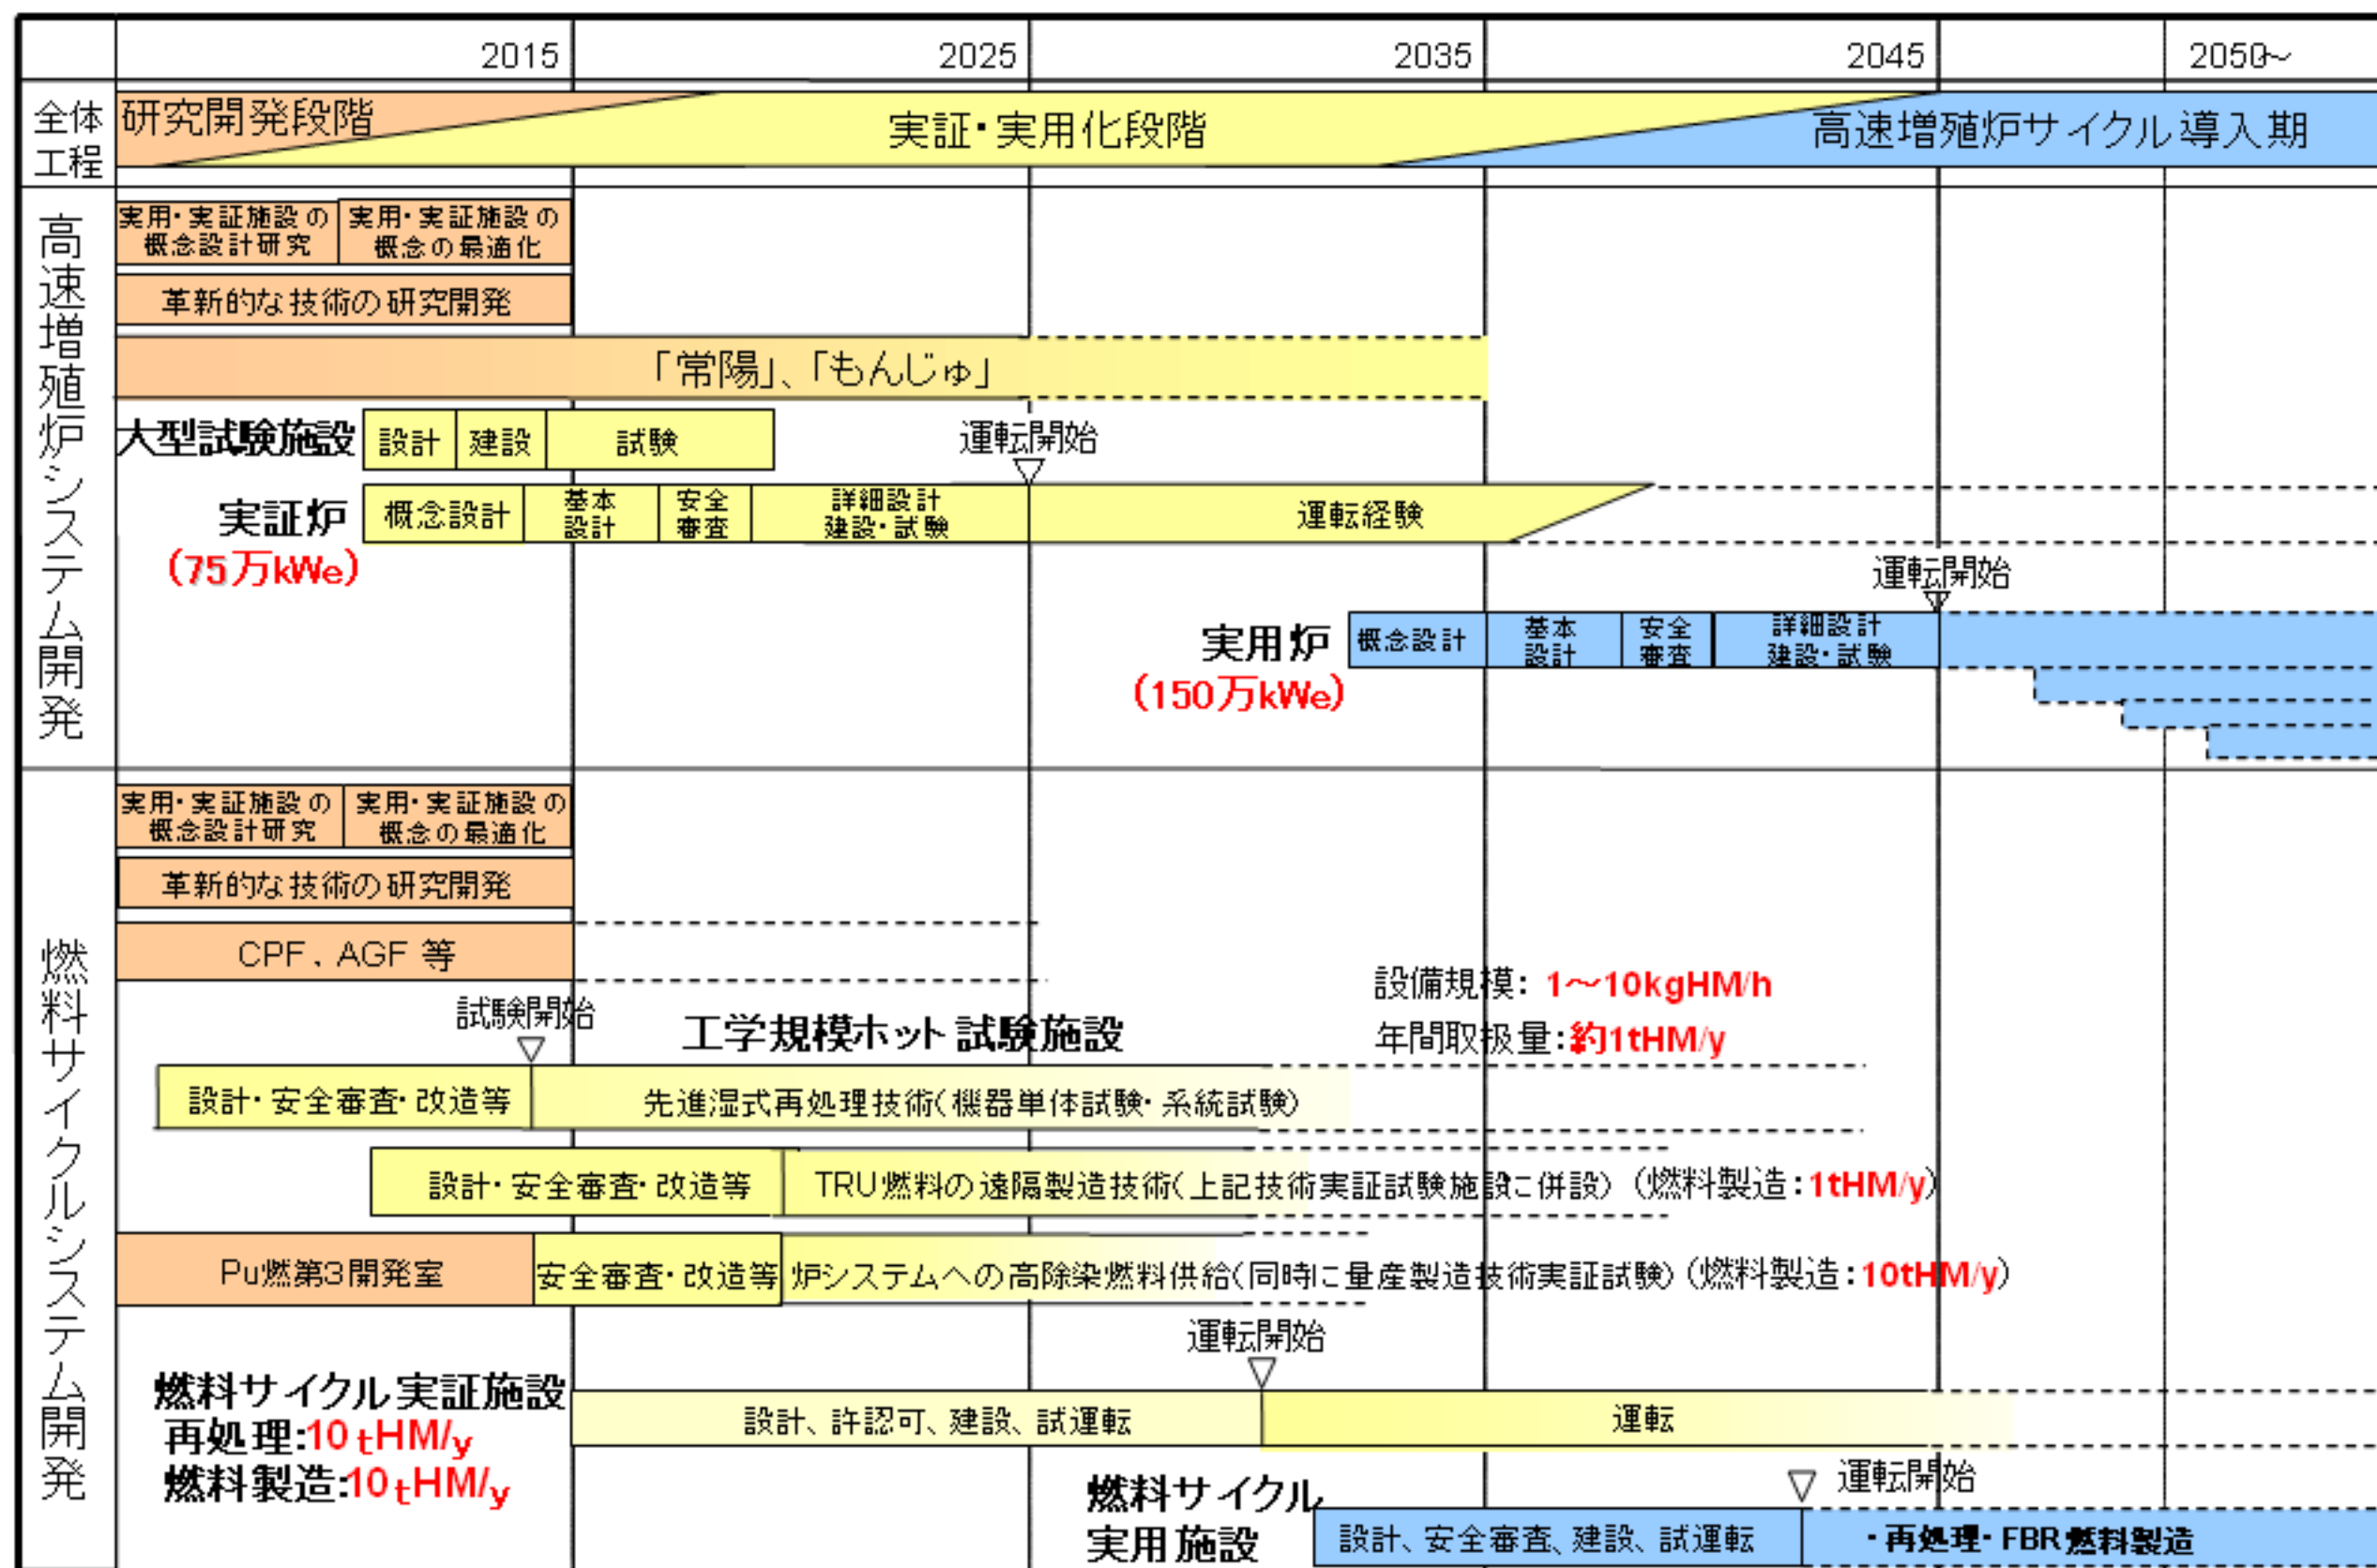 2015
2025
2035
2045
2050~
全体
工程
研究開発段階
実証・実用化段階
高速増殖炉サイクル導入期
高速増殖炉システム開発
実用・実証施設の
概念設計研究
実用・実証施設の
概念の最適化
革新的な技術の研究開発
「常陽」、「もんじゅ」
大型試験施設
設計
建設
試験
運転開始
実証炉
(75万kWe)
概念設計
基本
設計
安全
審査
詳細設計
建設・試験
運転経験
運転開始
実用炉
(150万kWe)
概念設計
基本
設計
安全
審査
詳細設計
建設・試験
燃料サイクルシステム開発
実用・実証施設の
概念設計研究
実用・実証施設の
概念の最適化
革新的な技術の研究開発
CPF、AGF 等
試験開始
工学規模ホット試験施設
設備規模: 1~10kgHM/h
年間取扱量:約1tHM/y
設計・安全審査・改造等
先進湿式再処理技術(機器単体試験・系統試験)
設計・安全審査・改造等
TRU燃料の遠隔製造技術(上記技術実証試験施設に併設) (燃料製造:1tHM/y)
Pu燃第3開発室
安全審査・改造等
炉システムへの高除染燃料供給(同時に量産製造技術実証試験) (燃料製造:10tHM/y)
運転開始
燃料サイクル実証施設
再処理:10tHM/y
燃料製造:10tHM/y
設計、許認可、建設、試運転
運転
運転開始
燃料サイクル
実用施設
設計、安全審査、建設、試運転
・再処理・FBR燃料製造